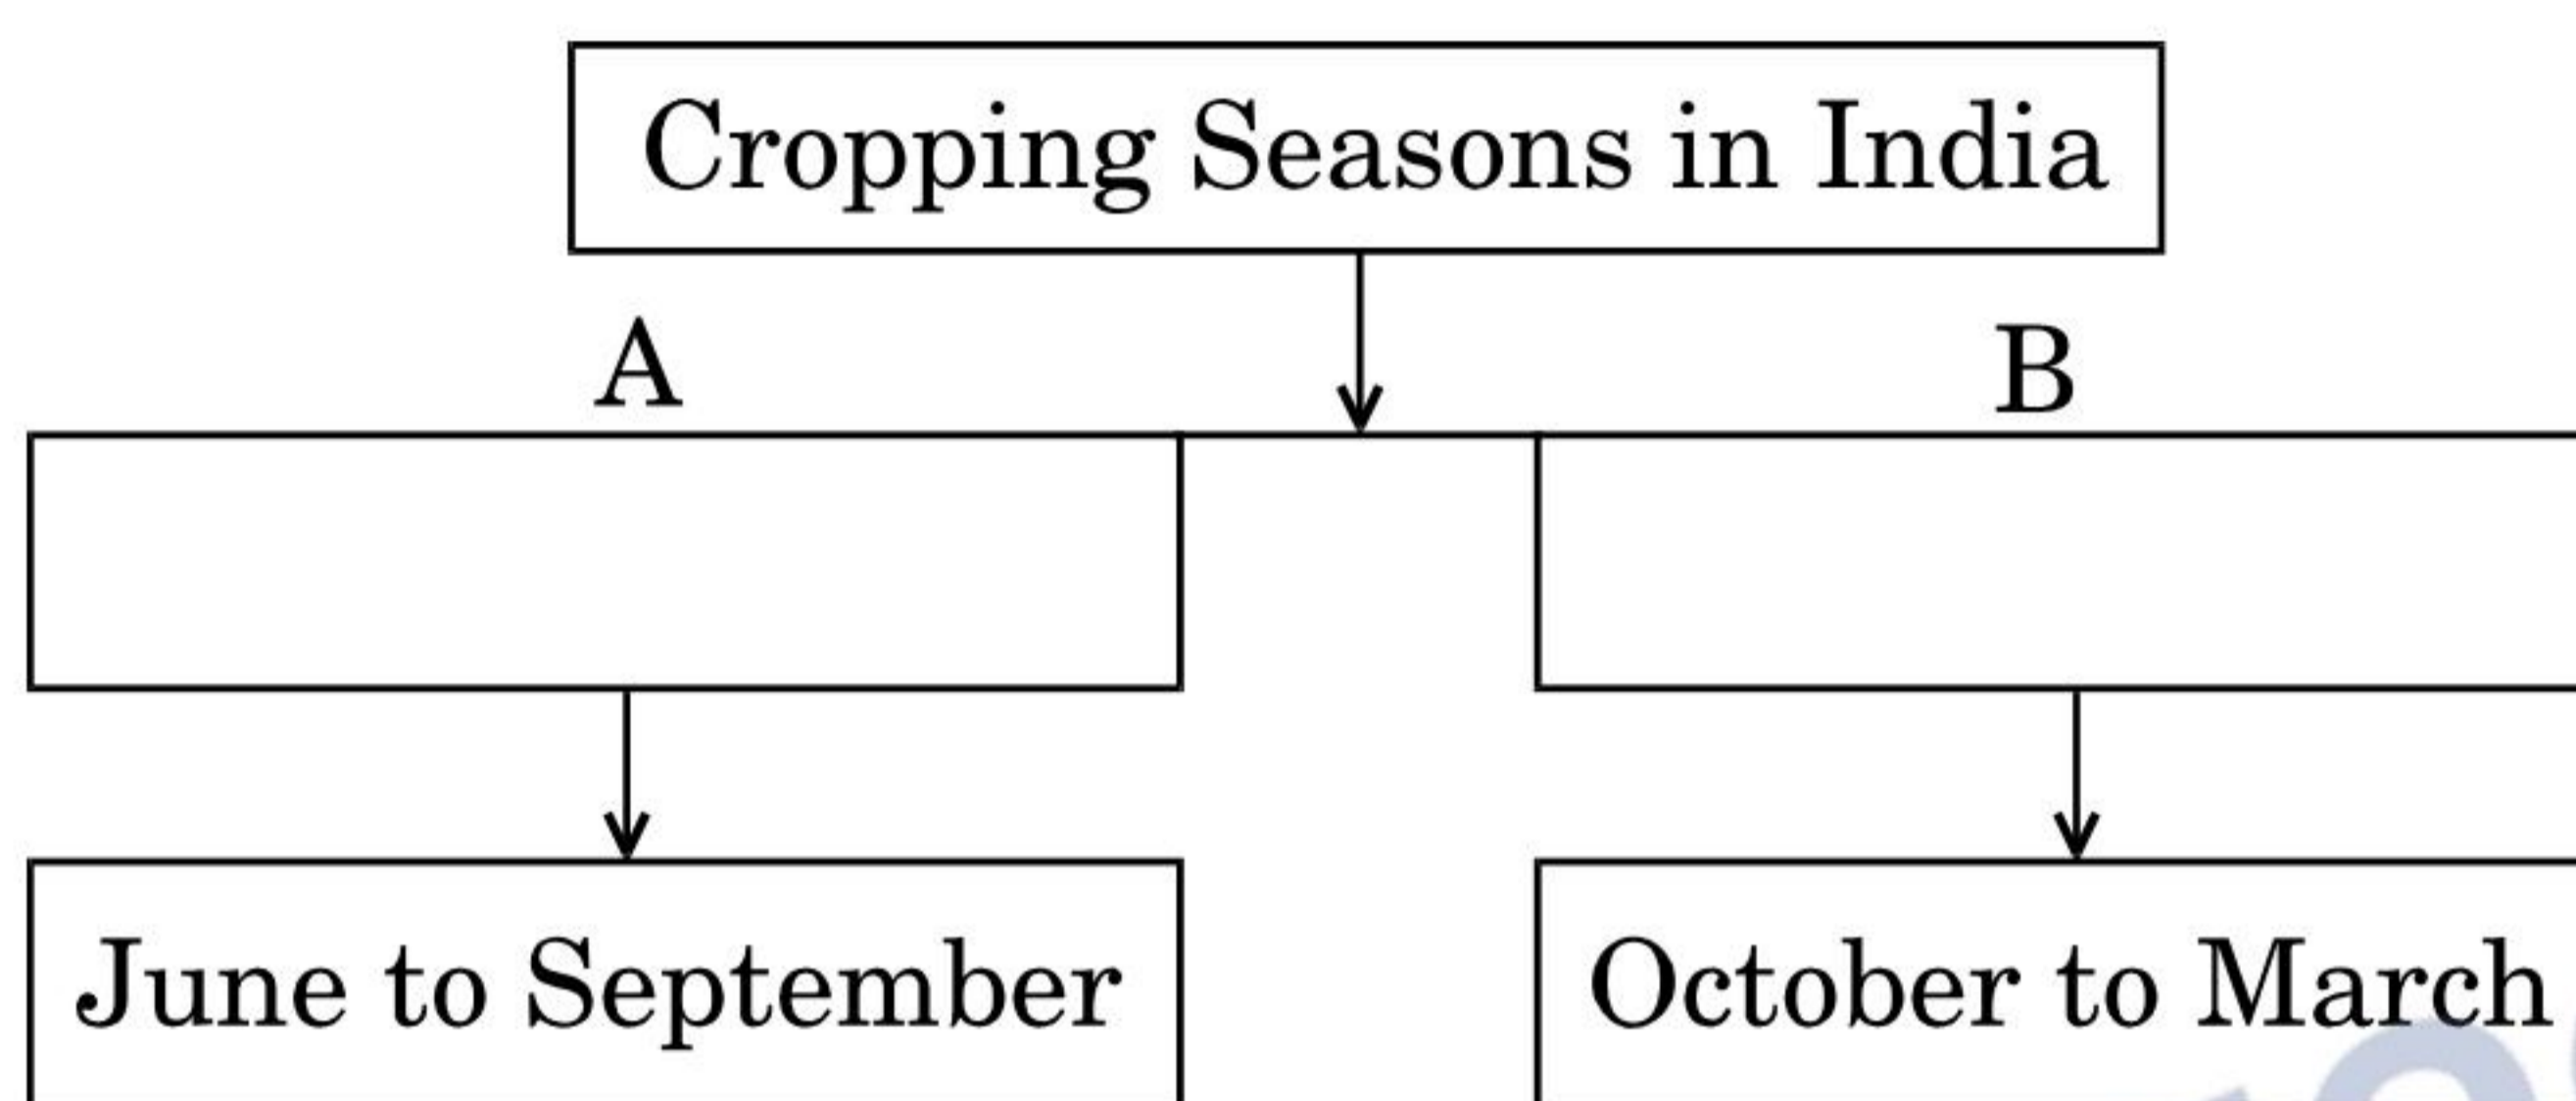 Cropping Seasons in India
A
B
June to September
October to March